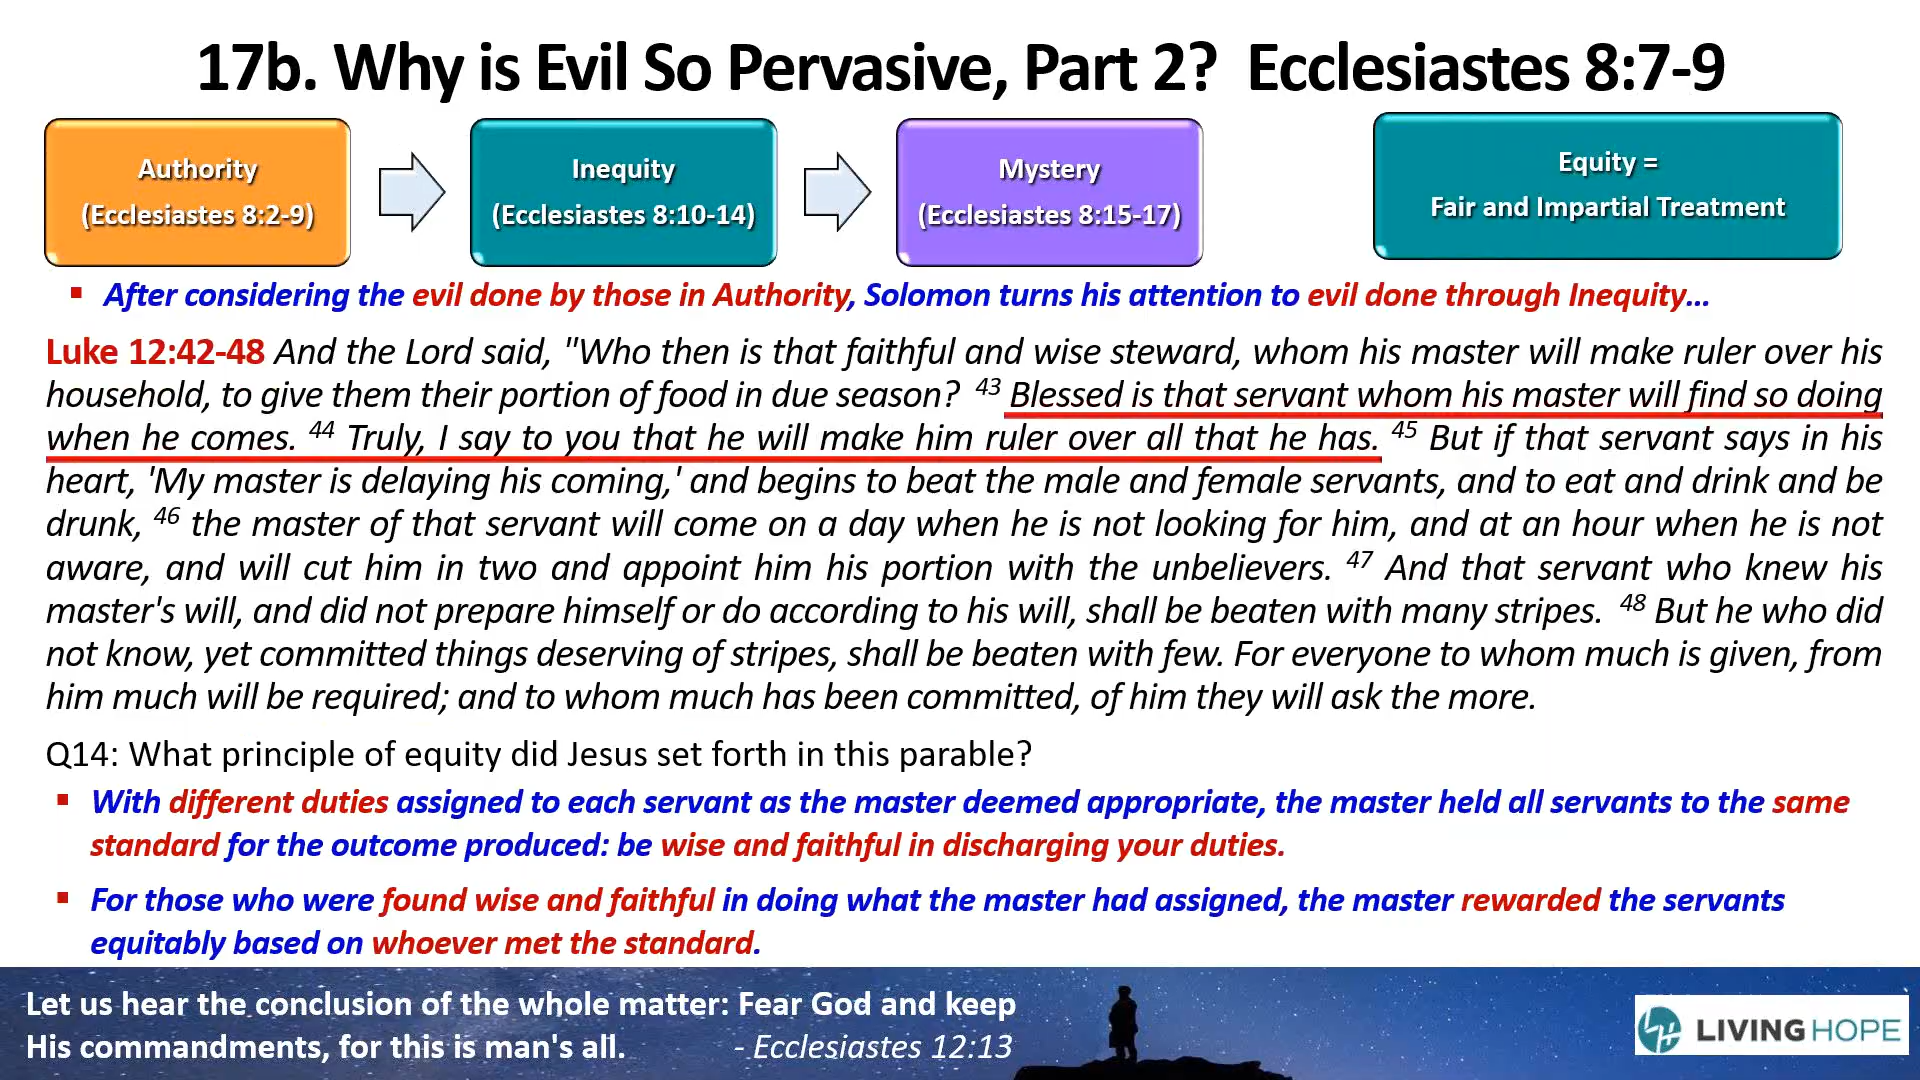 17b. Why is Evil So Pervasive, Part 2?  Ecclesiastes 8:7-9
Authority
(Ecclesiastes 8:2-9)
Inequity
(Ecclesiastes 8:10-14)
Mystery
(Ecclesiastes 8:15-17)
Equity =
Fair and Impartial Treatment
▪ After considering the evil done by those in Authority, Solomon turns his attention to evil done through Inequity...
Luke 12:42-48 And the Lord said, "Who then is that faithful and wise steward, whom his master will make ruler over his
household, to give them their portion of food in due season? 43 Blessed is that servant whom his master will find so doing
when he comes. 44 Truly, I say to you that he will make him ruler over all that he has. 45 But if that servant says in his
heart, 'My master is delaying his coming,' and begins to beat the male and female servants, and to eat and drink and be
drunk, 46 the master of that servant will come on a day when he is not looking for him, and at an hour when he is not
aware, and will cut him in two and appoint him his portion with the unbelievers. 47 And that servant who knew his
master's will, and did not prepare himself or do according to his will, shall be beaten with many stripes. 48 But he who did
not know, yet committed things deserving of stripes, shall be beaten with few. For everyone to whom much is given, from
him much will be required; and to whom much has been committed, of him they will ask the more.
Q14: What principle of equity did Jesus set forth in this parable?
▪ With different duties assigned to each servant as the master deemed appropriate, the master held all servants to the same
standard for the outcome produced: be wise and faithful in discharging your duties.
▪ For those who were found wise and faithful in doing what the master had assigned, the master rewarded the servants
equitably based on whoever met the standard.
Let us hear the conclusion of the whole matter: Fear God and keep
His commandments, for this is man's all. - Ecclesiastes 12:13
LH LIVING HOPE